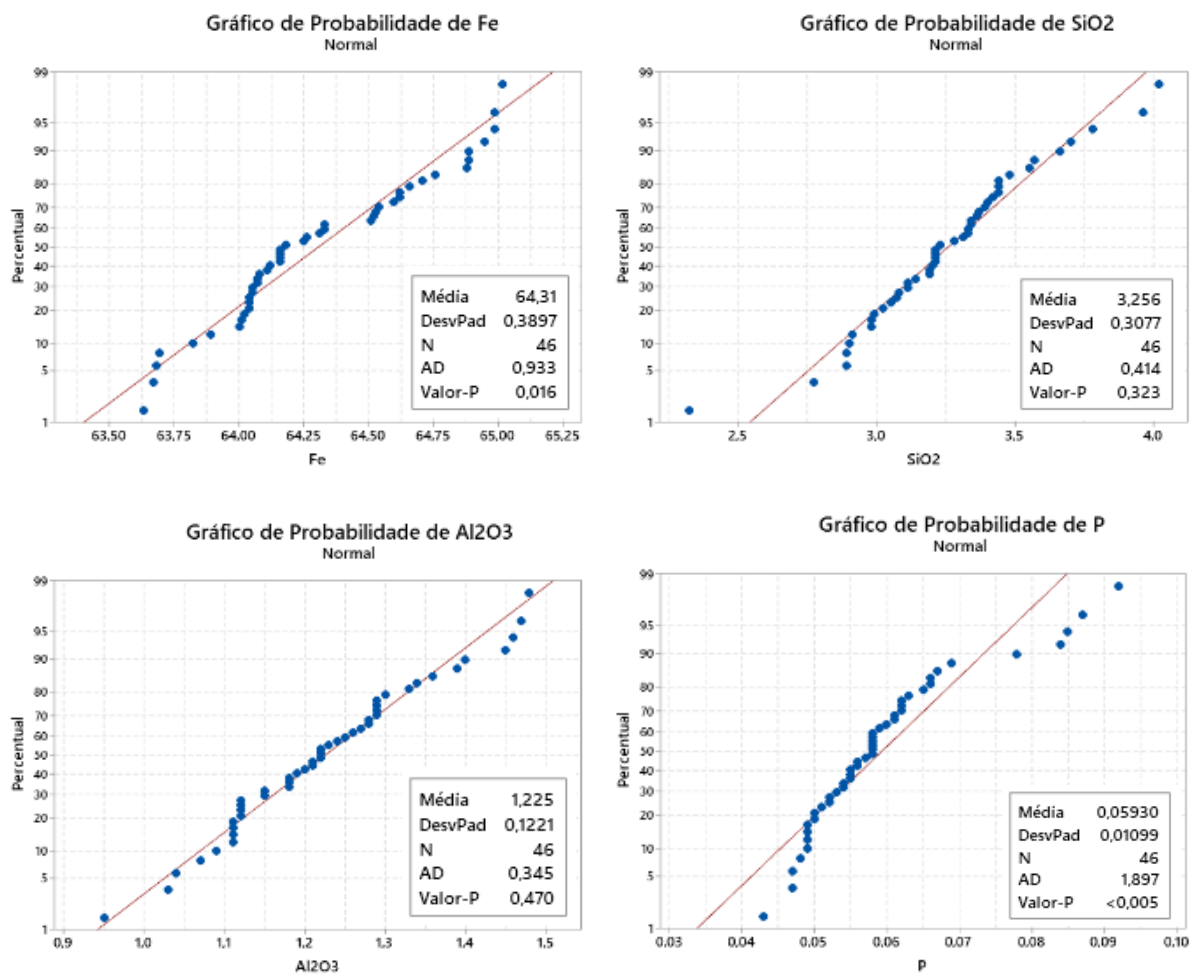 Gráfico de Probabilidade de Fe
Normal
99
95
90
80
70
60
50
40
30
20
10
5
1
Percentual
Média 64,31
DesvPad 0,3897
N 46
AD 0,933
Valor-P 0,016
63,50 63,75 64,00 64,25 64,50 64,75 65,00 65,25
Fe
Gráfico de Probabilidade de SiO2
Normal
99
95
90
80
70
60
50
40
30
20
10
5
1
Percentual
Média 3,256
DesvPad 0,3077
N 46
AD 0,414
Valor-P 0,323
2,5 3,0 3,5 4,0
SiO2
Gráfico de Probabilidade de Al2O3
Normal
99
95
90
80
70
60
50
40
30
20
10
5
1
Percentual
Média 1,225
DesvPad 0,1221
N 46
AD 0,345
Valor-P 0,470
0,9 1,0 1,1 1,2 1,3 1,4 1,5
Al2O3
Gráfico de Probabilidade de P
Normal
99
95
90
80
70
60
50
40
30
20
10
5
1
Percentual
Média 0,05930
DesvPad 0,01099
N 46
AD 1,897
Valor-P <0,005
0,03 0,04 0,05 0,06 0,07 0,08 0,09 0,10
P